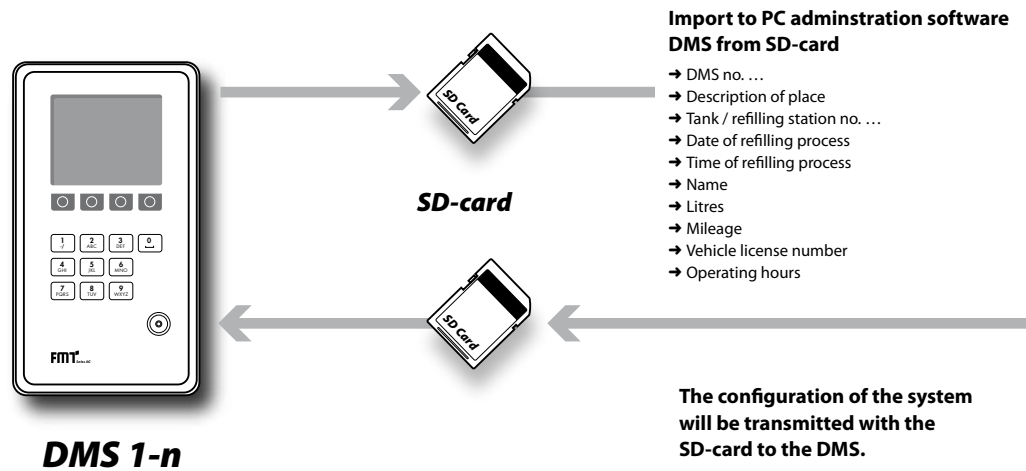 Import to PC adminstration software
DMS from SD-card
➜ DMS no. …
➜ Description of place
➜ Tank / refilling station no. …
➜ Date of refilling process
➜ Time of refilling process
➜ Name
➜ Litres
➜ Mileage
➜ Vehicle license number
➜ Operating hours
SD Card
SD-card
1 2 3 0
-/ ABC DEF
4 5 6
GHI JKL MNO
7 8 9
PQRS TUV WXYZ
FMT
Swiss AG
SD Card
DMS 1-n
The configuration of the system
will be transmitted with the
SD-card to the DMS.